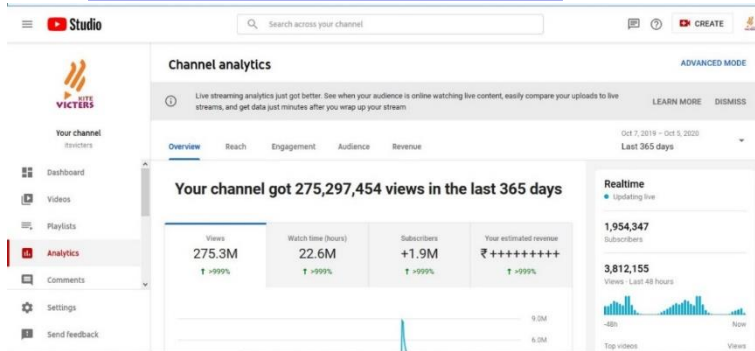 Studio
Search across your channel
CREATE
KITE
VICTERS
Your channel
itsvicters
Dashboard
Videos
Playlists
Analytics
Comments
Settings
Send feedback
Channel analytics
ADVANCED MODE
Live streaming analytics just got better. See when your audience is online watching live content, easily compare your uploads to live
streams, and get data just minutes after you wrap up your stream
LEARN MORE DISMISS
Overview Reach Engagement Audience Revenue
Oct 7, 2019 – Oct 5, 2020
Last 365 days
Your channel got 275,297,454 views in the last 365 days
Views
275.3M
↑ >999%
Watch time (hours)
22.6M
↑ >999%
Subscribers
+1.9M
↑ >999%
Your estimated revenue
₹+++++++++
↑ >999%
9.0M
6.0M
Realtime
Updating live
1,954,347
Subscribers
3,812,155
Views · Last 48 hours
-48h Now
Top videos Views